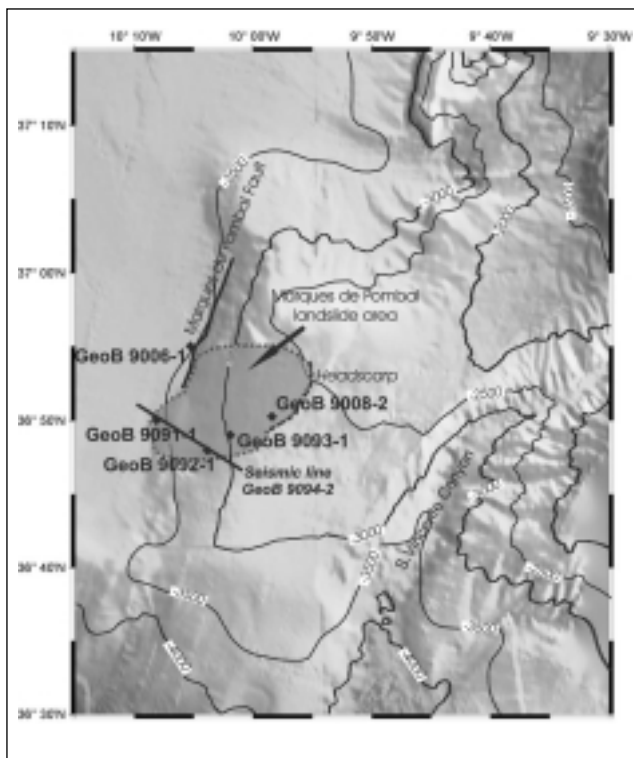 10° 10'W
10° 00'W
9° 50'W
9° 40'W
9° 30'W
37° 10'N
37° 00'N
36° 50'N
36° 40'N
36° 30'N
Marques de Pombal Fault
Marques de Pombal
landslide area
GeoB 9006-1
Headscarp
GeoB 9008-2
GeoB 9091-1
GeoB 9093-1
GeoB 9092-1
Seismic line
GeoB 9094-2
-2500
-3000
Canyon